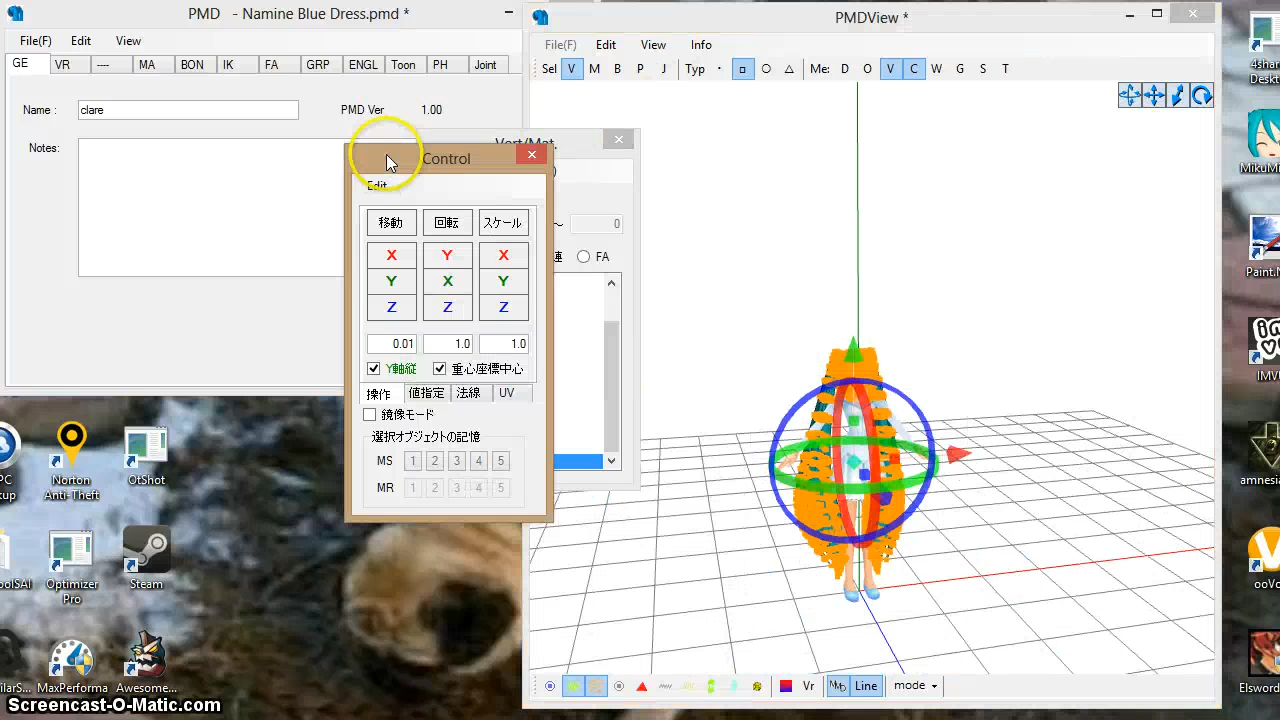 PMD - Namine Blue Dress.pmd *
File(F) Edit View
GE VR ---- MA BON IK FA GRP ENGL Toon PH Joint
Name : clare PMD Ver 1.00
Notes:
Vert/Mat.
0
FA
Control
Edit
移動 回転 スケール
X Y X
Y X Y
Z Z Z
0.01 1.0 1.0
Y軸縦 重心座標中心
操作 値指定 法線 UV
鏡像モード
選択オブジェクトの記憶
MS 1 2 3 4 5
MR 1 2 3 4 5
PMDView *
File(F) Edit View Info
Sel V M B P J Typ Me: D O V C W G S T
Vr Line mode
Norton
Anti-Theft
OtShot
Optimizer
Pro
Steam
MaxPerforma
Awesome...
4shar
Deskt
MikuMi
Paint.N
IMVU
amnesia
ooVo
Elsword
Screencast-O-Matic.com